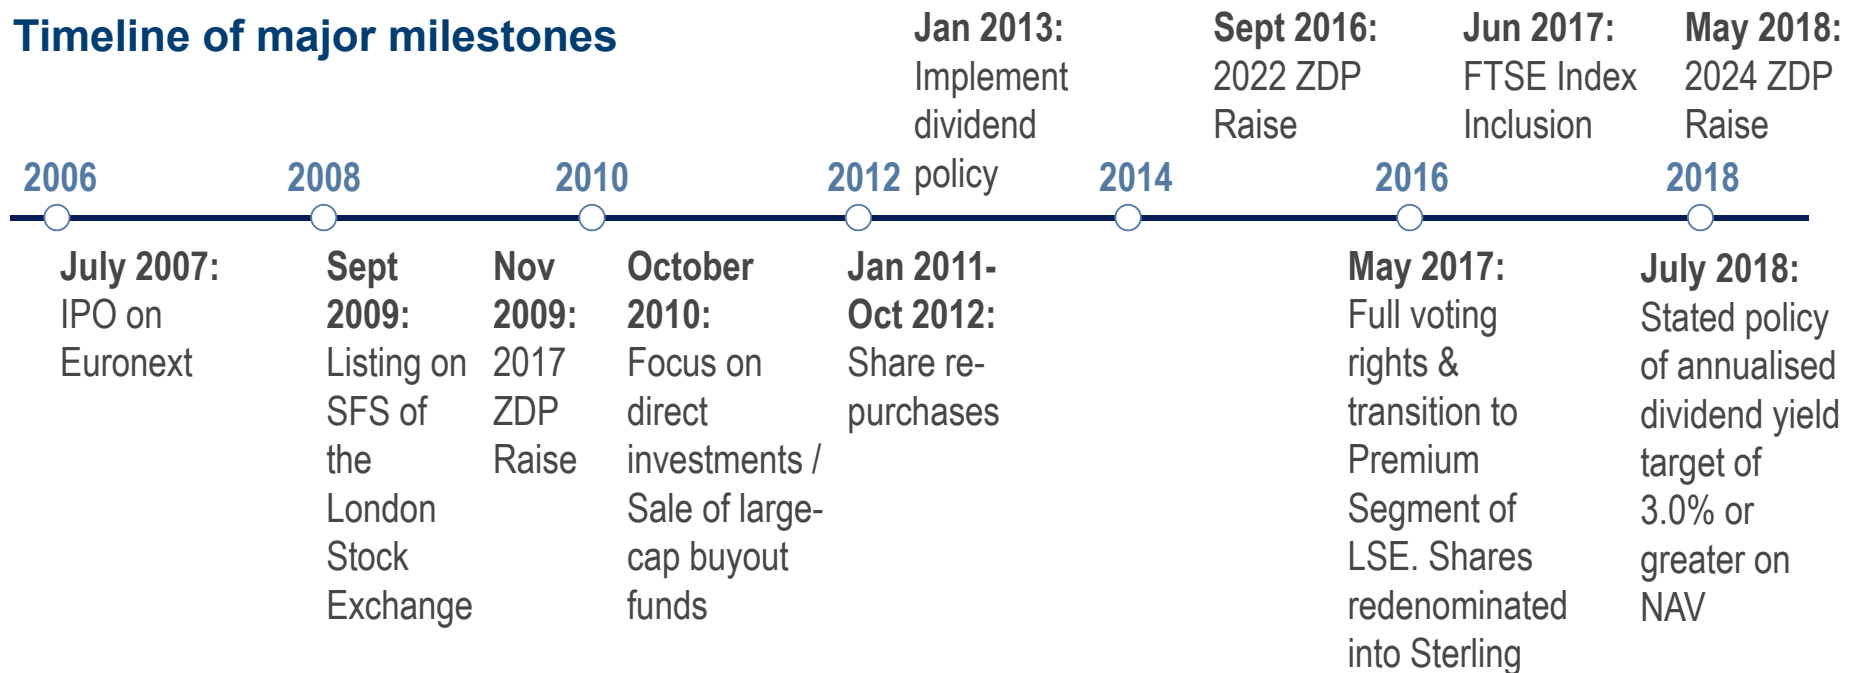 Timeline of major milestones
Jan 2013:
Implement
dividend
policy
Sept 2016:
2022 ZDP
Raise
Jun 2017:
FTSE Index
Inclusion
May 2018:
2024 ZDP
Raise
2006
2008
2010
2012
2014
2016
2018
July 2007:
IPO on
Euronext
Sept
2009:
Listing on
SFS of
the
London
Stock
Exchange
Nov
2009:
2017
ZDP
Raise
October
2010:
Focus on
direct
investments /
Sale of large-
cap buyout
funds
Jan 2011-
Oct 2012:
Share re-
purchases
May 2017:
Full voting
rights &
transition to
Premium
Segment of
LSE. Shares
redenominated
into Sterling
July 2018:
Stated policy
of annualised
dividend yield
target of
3.0% or
greater on
NAV